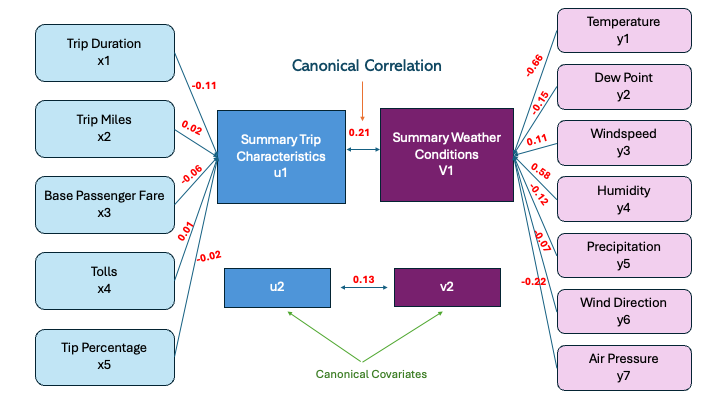 Trip Duration
x1
Trip Miles
x2
Base Passenger Fare
x3
Tolls
x4
Tip Percentage
x5
-0.11
0.02
-0.06
0.01
-0.02
Canonical Correlation
Summary Trip
Characteristics
u1
0.21
Summary Weather
Conditions
V1
u2
0.13
v2
Canonical Covariates
-0.66
-0.15
0.11
0.58
-0.12
-0.07
-0.22
Temperature
y1
Dew Point
y2
Windspeed
y3
Humidity
y4
Precipitation
y5
Wind Direction
y6
Air Pressure
y7